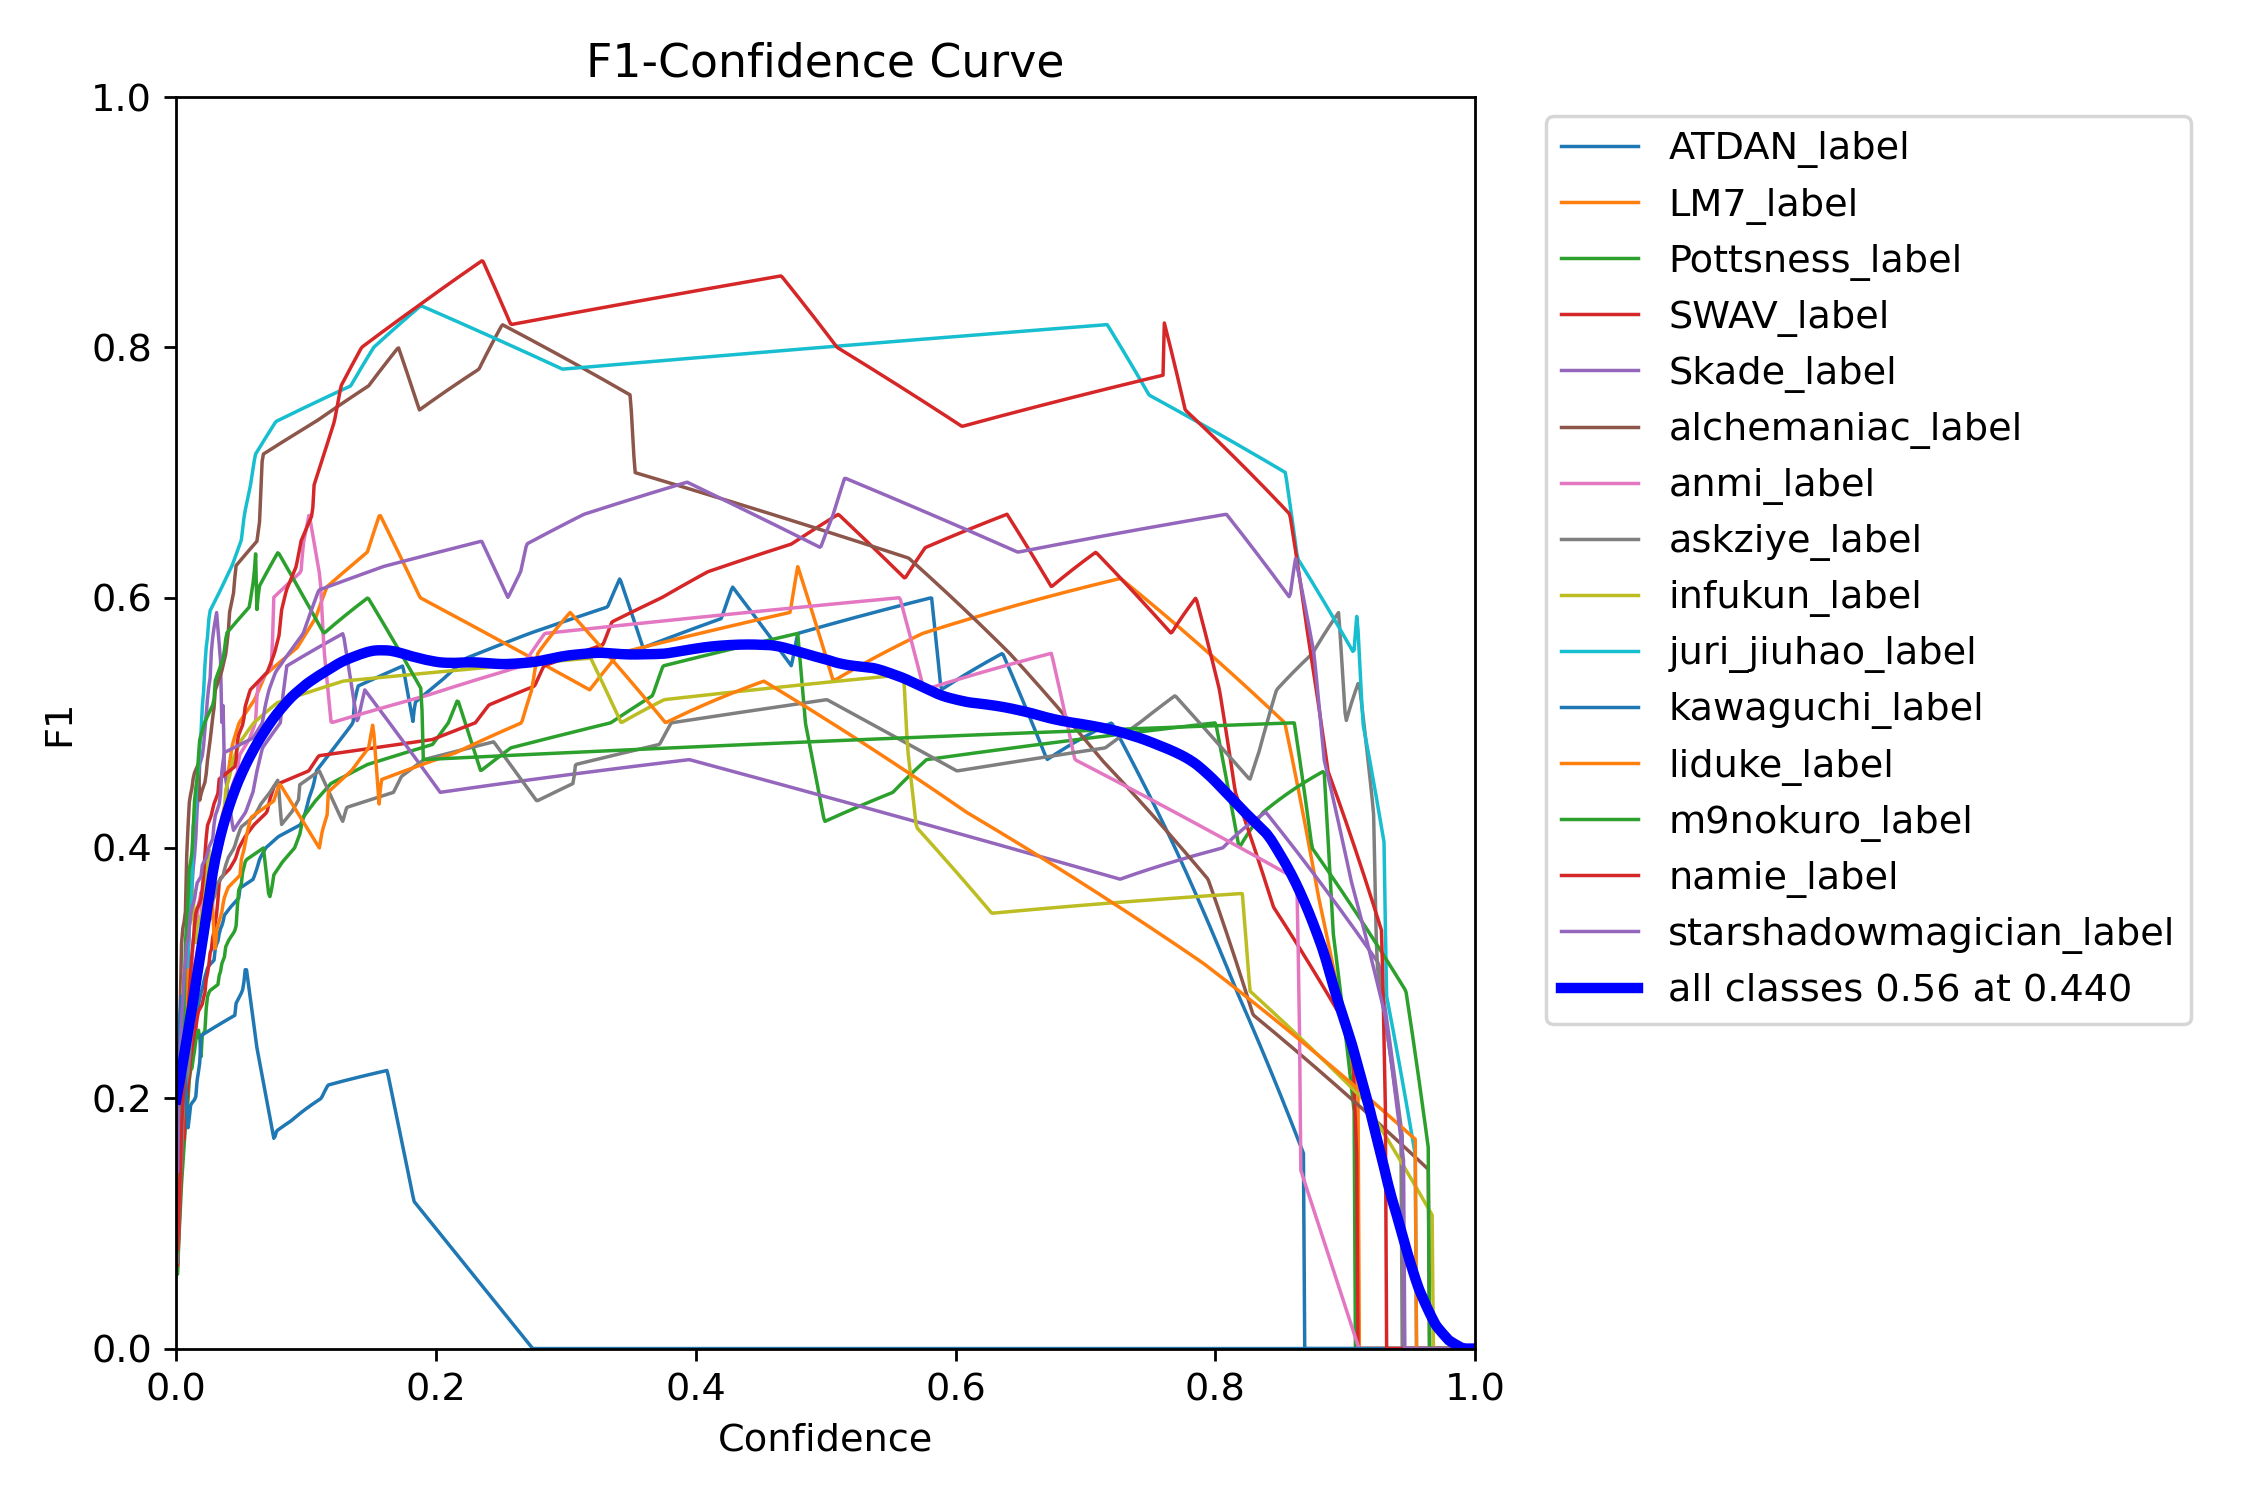 F1-Confidence Curve
1.0
0.8
0.6
0.4
0.2
0.0
F1
0.0 0.2 0.4 0.6 0.8 1.0
Confidence
ATDAN_label
LM7_label
Pottsness_label
SWAV_label
Skade_label
alchemaniac_label
anmi_label
askziye_label
infukun_label
juri_jiuhao_label
kawaguchi_label
liduke_label
m9nokuro_label
namie_label
starshadowmagician_label
all classes 0.56 at 0.440